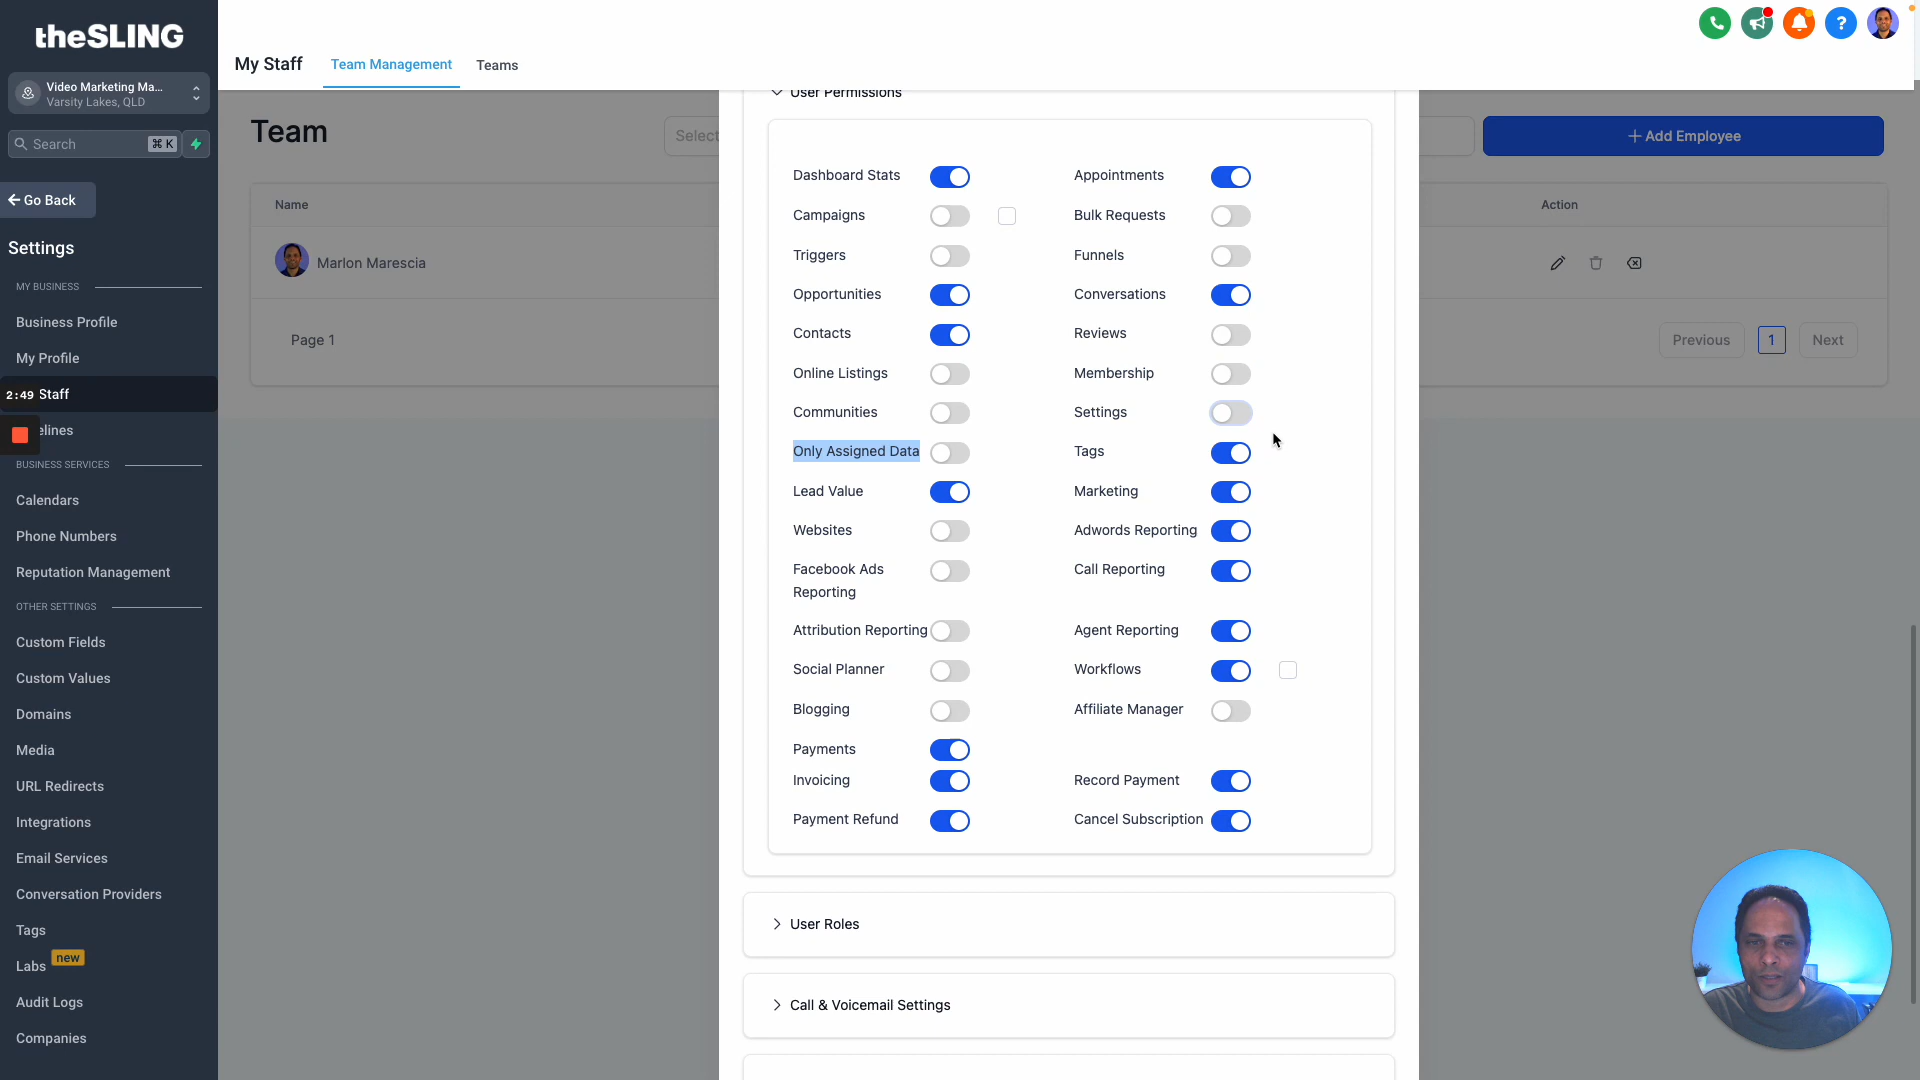 theSLING
Video Marketing Ma...
Varsity Lakes, QLD
Search
⌘ K
Go Back
Settings
MY BUSINESS
Business Profile
My Profile
2:49 Staff
elines
BUSINESS SERVICES
Calendars
Phone Numbers
Reputation Management
OTHER SETTINGS
Custom Fields
Custom Values
Domains
Media
URL Redirects
Integrations
Email Services
Conversation Providers
Tags
Labs new
Audit Logs
Companies
My Staff
Team Management
Teams
?
Team
Select
+ Add Employee
Name
Action
Marlon Marescia
Page 1
Previous
1
Next
User Permissions
Dashboard Stats
Appointments
Campaigns
Bulk Requests
Triggers
Funnels
Opportunities
Conversations
Contacts
Reviews
Online Listings
Membership
Communities
Settings
Only Assigned Data
Tags
Lead Value
Marketing
Websites
Adwords Reporting
Facebook Ads
Reporting
Call Reporting
Attribution Reporting
Agent Reporting
Social Planner
Workflows
Blogging
Affiliate Manager
Payments
Invoicing
Record Payment
Payment Refund
Cancel Subscription
User Roles
Call & Voicemail Settings